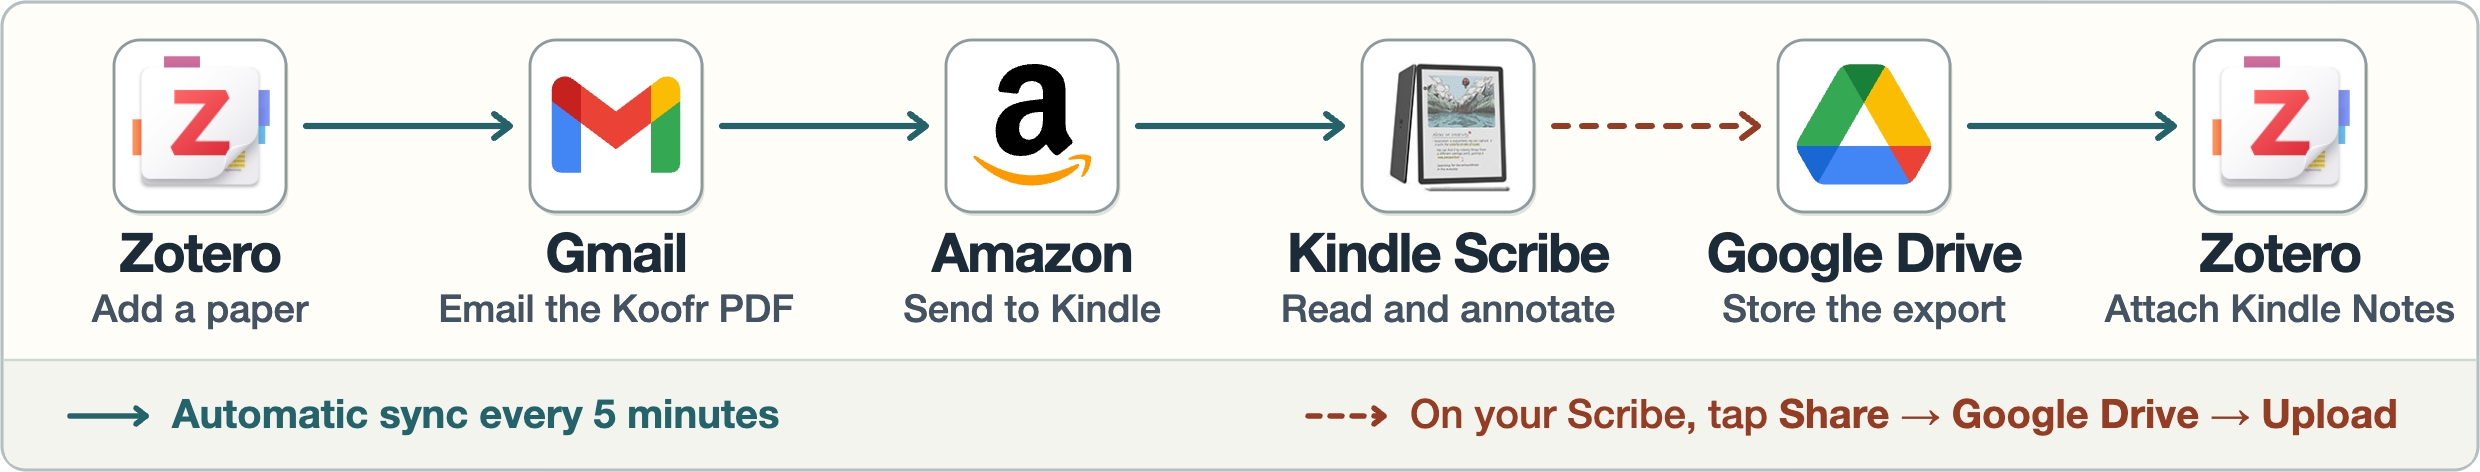 Zotero
Add a paper
Gmail
Email the Koofr PDF
Amazon
Send to Kindle
Kindle Scribe
Read and annotate
Google Drive
Store the export
Zotero
Attach Kindle Notes
Automatic sync every 5 minutes
On your Scribe, tap Share → Google Drive → Upload